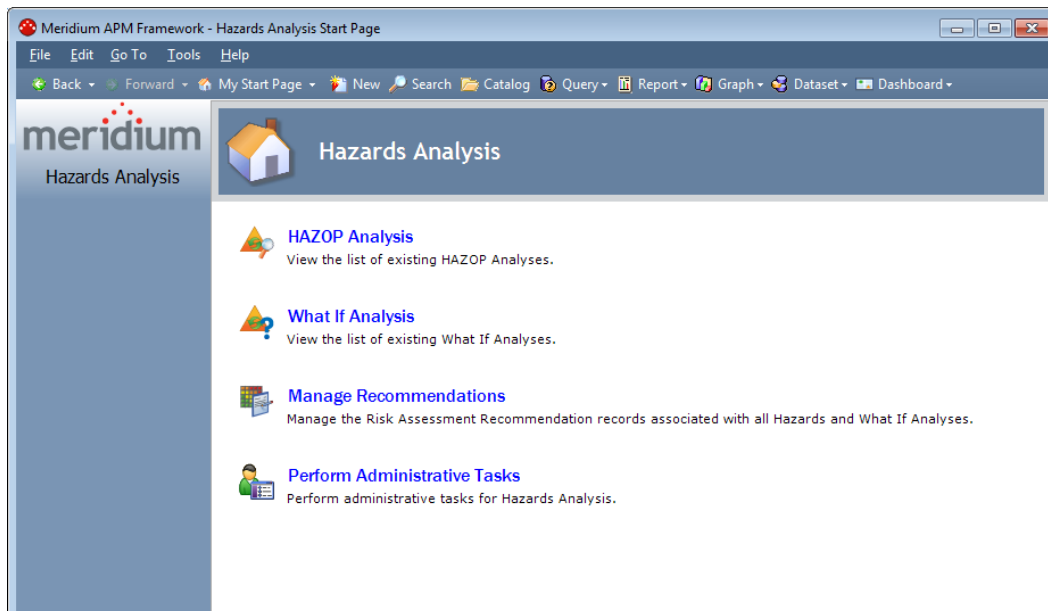 Meridium APM Framework - Hazards Analysis Start Page
File Edit Go To Tools Help
Back Forward My Start Page New Search Catalog Query Report Graph Dataset Dashboard
meridium
Hazards Analysis
Hazards Analysis
HAZOP Analysis
View the list of existing HAZOP Analyses.
What If Analysis
View the list of existing What If Analyses.
Manage Recommendations
Manage the Risk Assessment Recommendation records associated with all Hazards and What If Analyses.
Perform Administrative Tasks
Perform administrative tasks for Hazards Analysis.